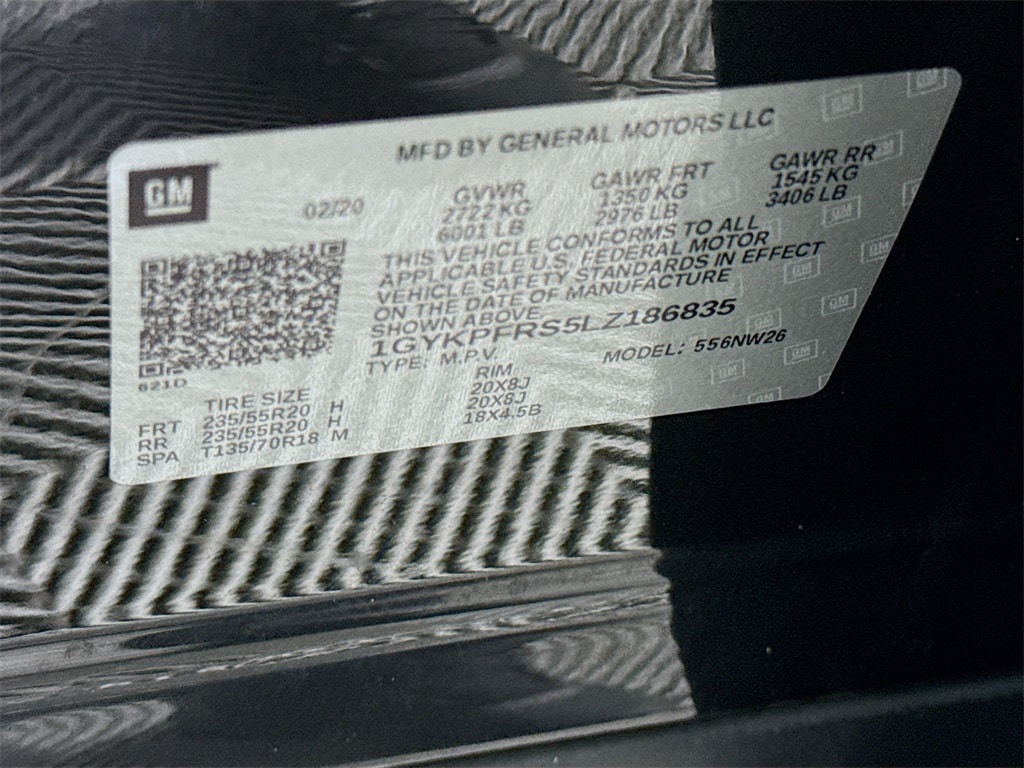 MFD BY GENERAL MOTORS LLC
GM
02/20
GVWR
2722 KG
6001 LB
GAWR FRT
1350 KG
2976 LB
GAWR RR
1545 KG
3406 LB
THIS VEHICLE CONFORMS TO ALL
APPLICABLE U.S. FEDERAL MOTOR
VEHICLE SAFETY STANDARDS IN EFFECT
ON THE DATE OF MANUFACTURE
SHOWN ABOVE
1GYKPFRS5LZ186835
TYPE: M.P.V. MODEL: 556NW26
621D
TIRE SIZE RIM
FRT 235/55R20 H 20X8J
RR 235/55R20 H 20X8J
SPA T135/70R18 M 18X4.5B